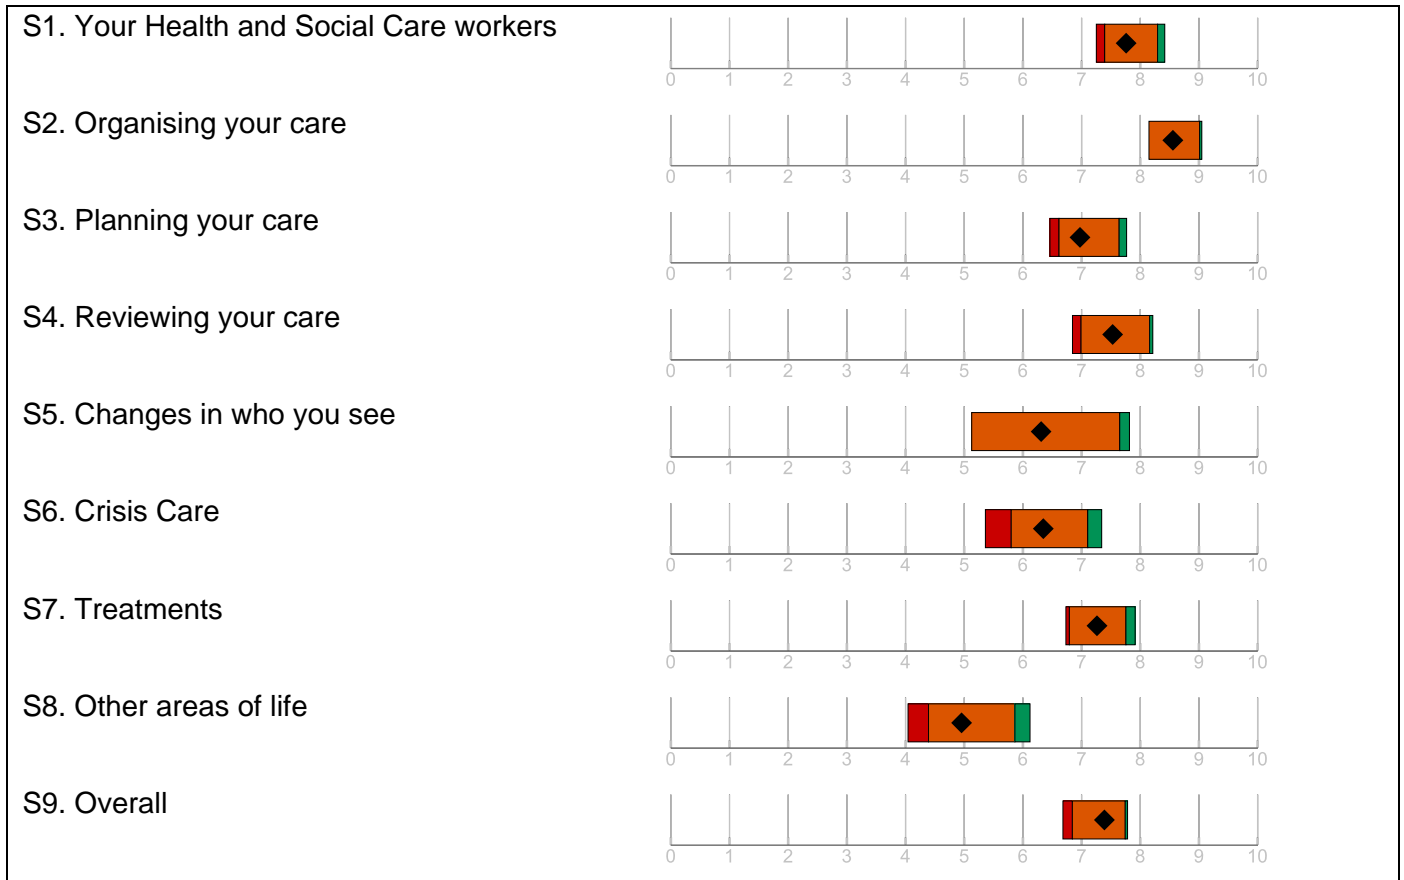 S1. Your Health and Social Care workers
0 1 2 3 4 5 6 7 8 9 10
S2. Organising your care
0 1 2 3 4 5 6 7 8 9 10
S3. Planning your care
0 1 2 3 4 5 6 7 8 9 10
S4. Reviewing your care
0 1 2 3 4 5 6 7 8 9 10
S5. Changes in who you see
0 1 2 3 4 5 6 7 8 9 10
S6. Crisis Care
0 1 2 3 4 5 6 7 8 9 10
S7. Treatments
0 1 2 3 4 5 6 7 8 9 10
S8. Other areas of life
0 1 2 3 4 5 6 7 8 9 10
S9. Overall
0 1 2 3 4 5 6 7 8 9 10